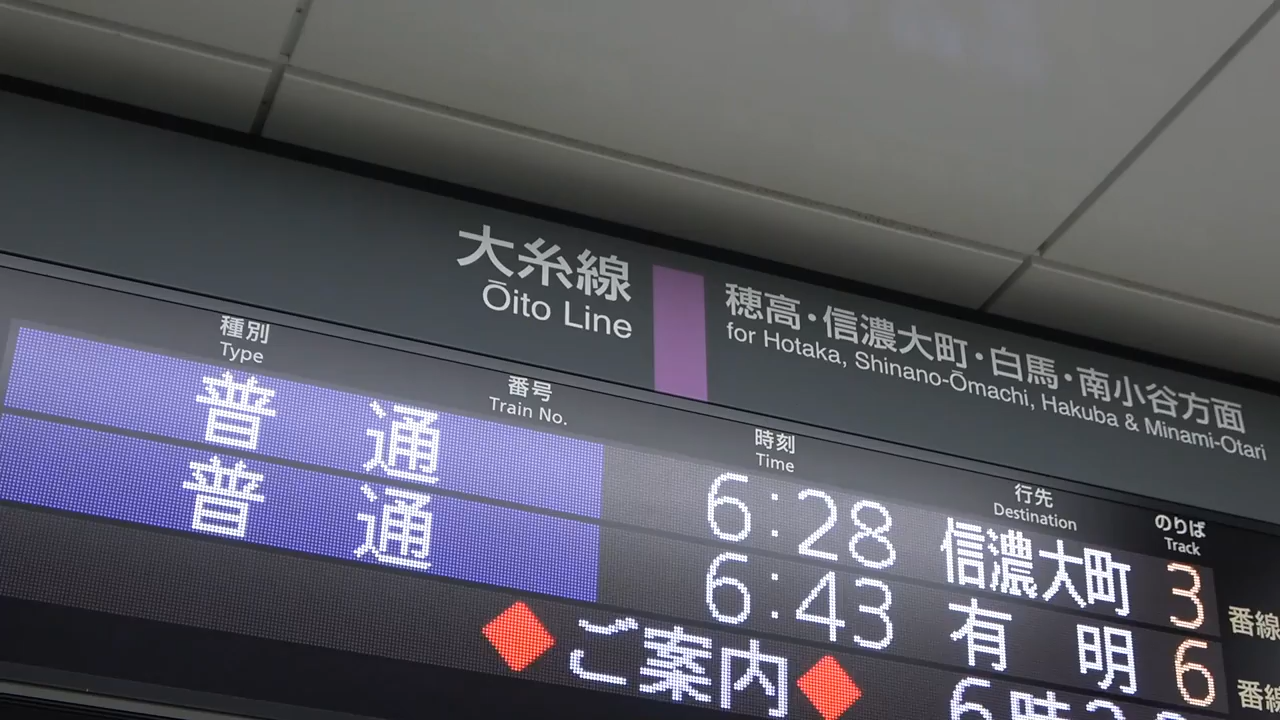 大糸線
Ōito Line
穂高・信濃大町・白馬・南小谷方面
for Hotaka, Shinano-Ōmachi, Hakuba & Minami-Otari
種別
Type
番号
Train No.
時刻
Time
行先
Destination
のりば
Track
普通 6:28 信濃大町 3 番線
普通 6:43 有明 6 番線
◆ご案内◆ 6時2